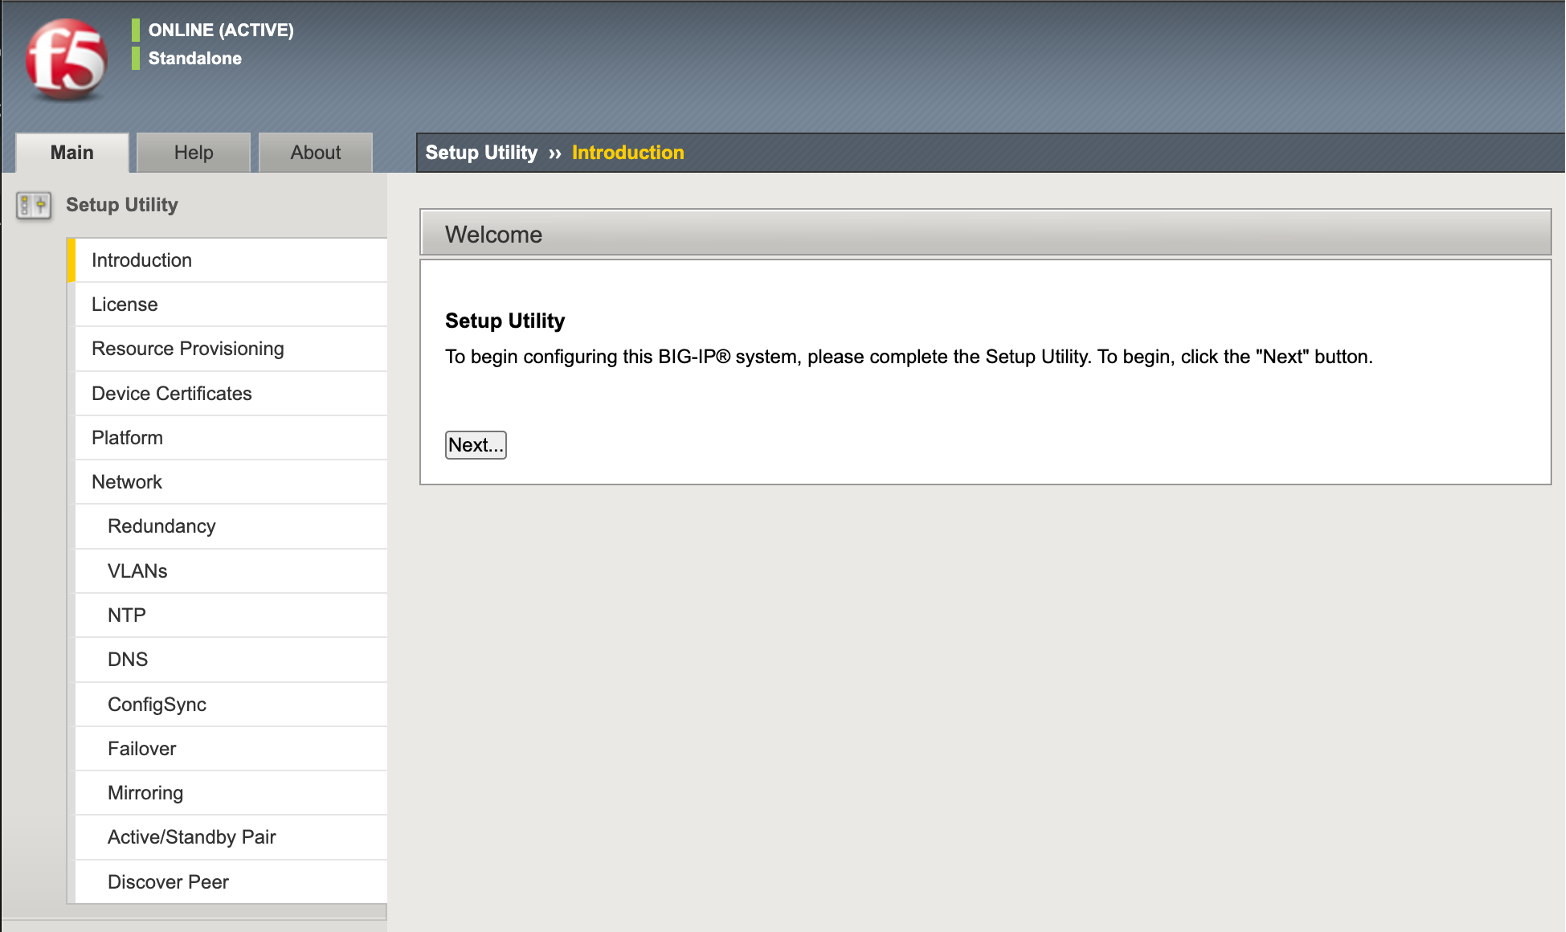 f5
ONLINE (ACTIVE)
Standalone
Main
Help
About
Setup Utility ›› Introduction
Setup Utility
Introduction
License
Resource Provisioning
Device Certificates
Platform
Network
Redundancy
VLANs
NTP
DNS
ConfigSync
Failover
Mirroring
Active/Standby Pair
Discover Peer
Welcome
Setup Utility
To begin configuring this BIG-IP® system, please complete the Setup Utility. To begin, click the "Next" button.
Next...